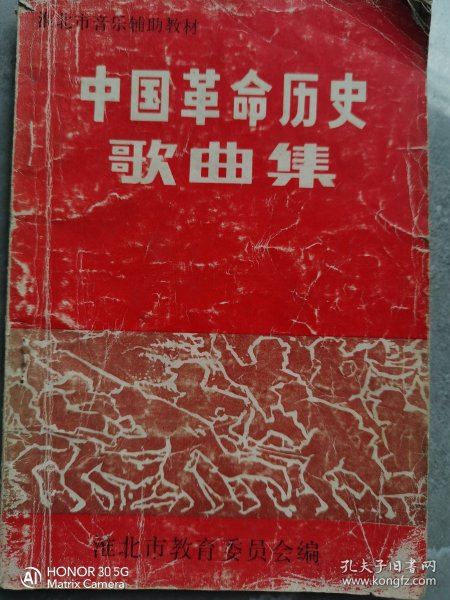 淮北市音乐辅助教材
中国革命历史
歌曲集
淮北市教育委员会编
HONOR 30 5G
Matrix Camera
孔夫子旧书网
kongfz.com